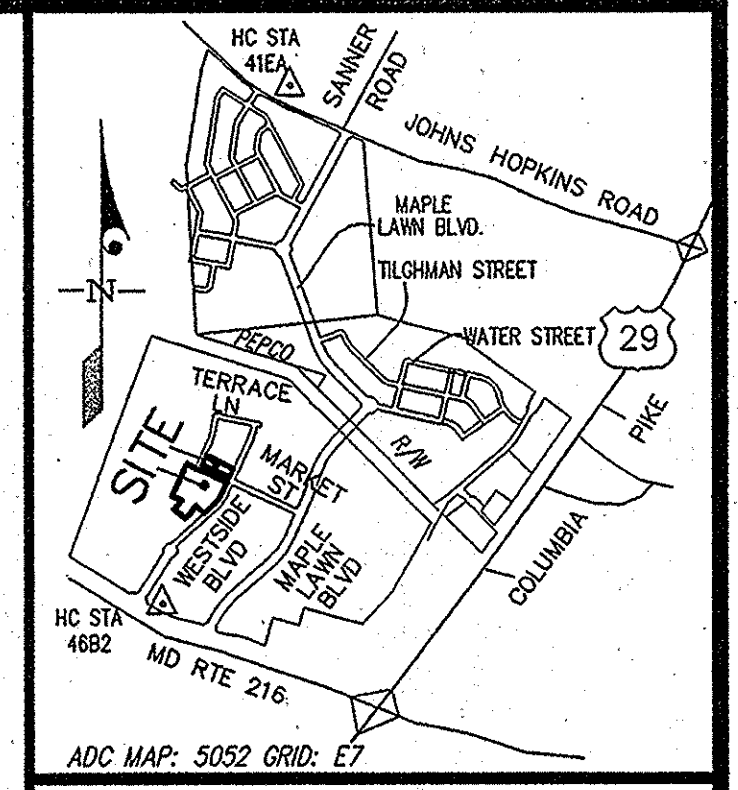 HC STA
41EA
SANNER
ROAD
JOHNS HOPKINS ROAD
MAPLE
LAWN BLVD.
TILGHMAN STREET
N
WATER STREET
29
PEPCO
TERRACE
LN
PIKE
R/W
SITE
MARKET
ST
WESTSIDE
BLVD
MAPLE
LAWN
BLVD
COLUMBIA
HC STA
46B2
MD RTE 216
ADC MAP: 5052 GRID: E7